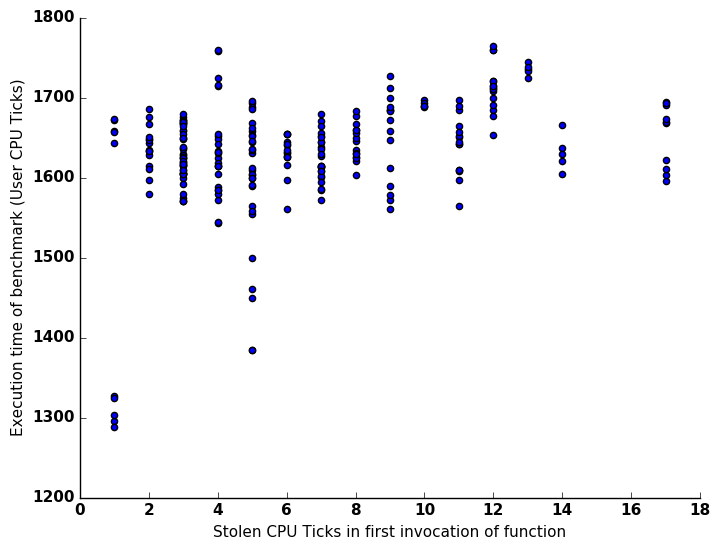 1800
1700
1600
1500
1400
1300
1200
Execution time of benchmark (User CPU Ticks)
0 2 4 6 8 10 12 14 16 18
Stolen CPU Ticks in first invocation of function